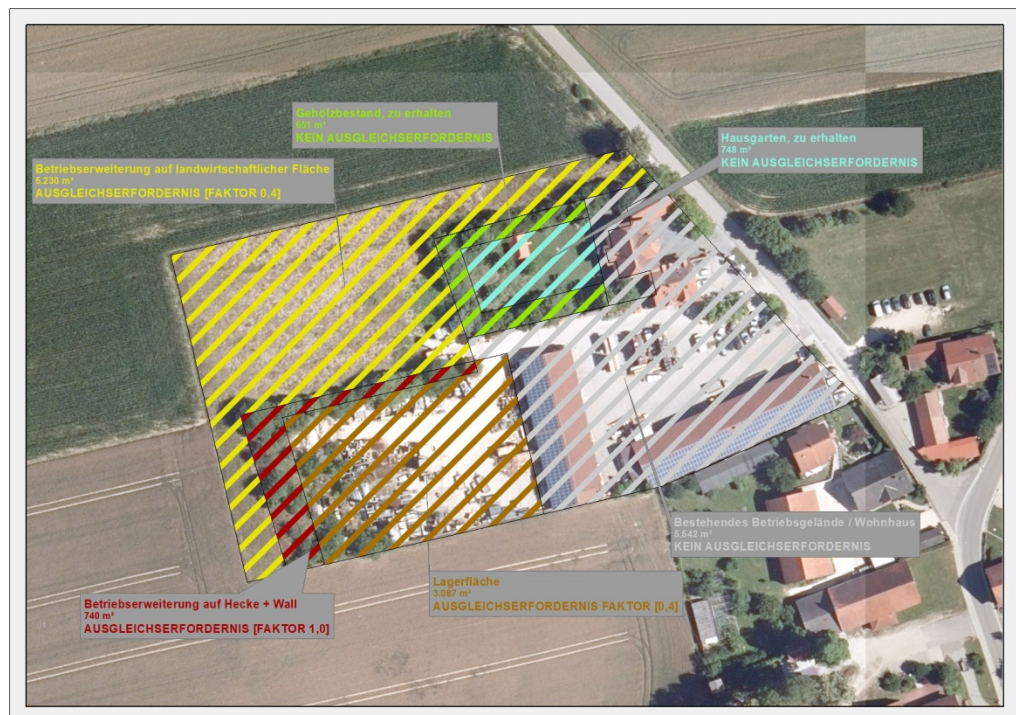 Gehölzbestand, zu erhalten
651 m²
KEIN AUSGLEICHSERFORDERNIS
Hausgarten, zu erhalten
748 m²
KEIN AUSGLEICHSERFORDERNIS
Betriebserweiterung auf landwirtschaftlicher Fläche
5.230 m²
AUSGLEICHSERFORDERNIS [FAKTOR 0,4]
Bestehendes Betriebsgelände / Wohnhaus
5.542 m²
KEIN AUSGLEICHSERFORDERNIS
Lagerfläche
3.087 m²
AUSGLEICHSERFORDERNIS FAKTOR [0,4]
Betriebserweiterung auf Hecke + Wall
740 m²
AUSGLEICHSERFORDERNIS [FAKTOR 1,0]